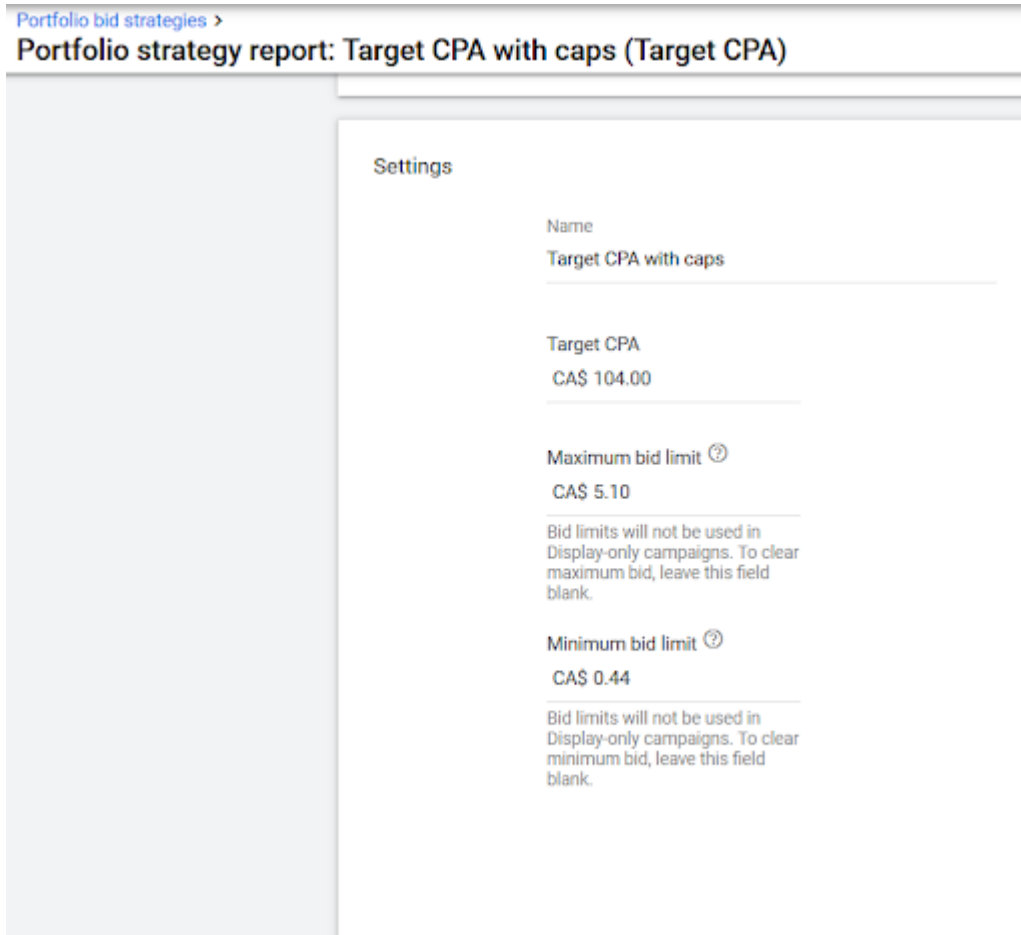 Portfolio bid strategies >
Portfolio strategy report: Target CPA with caps (Target CPA)
Settings
Name
Target CPA with caps
Target CPA
CA$ 104.00
Maximum bid limit ?
CA$ 5.10
Bid limits will not be used in
Display-only campaigns. To clear
maximum bid, leave this field
blank.
Minimum bid limit ?
CA$ 0.44
Bid limits will not be used in
Display-only campaigns. To clear
minimum bid, leave this field
blank.